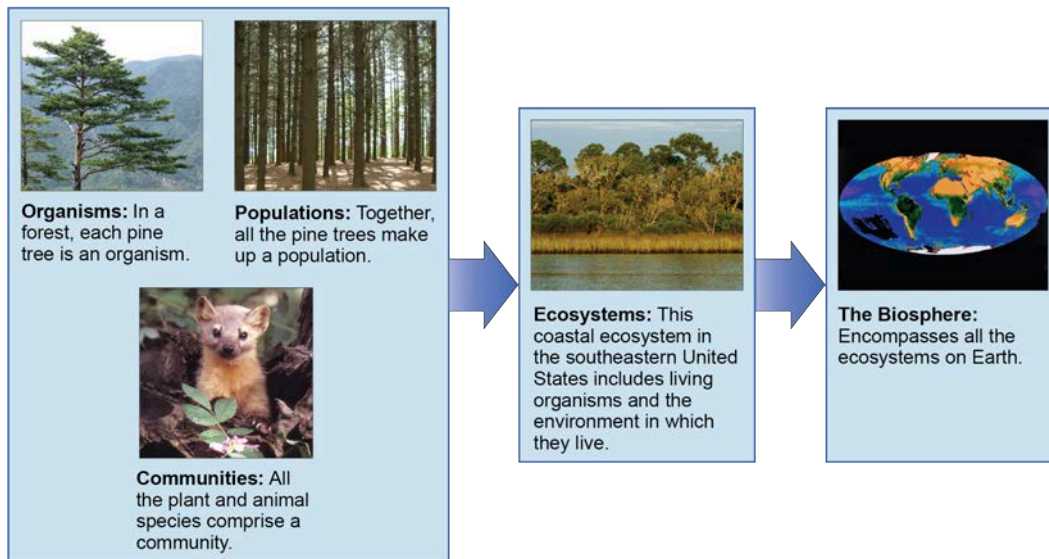 Organisms: In a
forest, each pine
tree is an organism.
Populations: Together,
all the pine trees make
up a population.
Communities: All
the plant and animal
species comprise a
community.
Ecosystems: This
coastal ecosystem in
the southeastern United
States includes living
organisms and the
environment in which
they live.
The Biosphere:
Encompasses all the
ecosystems on Earth.